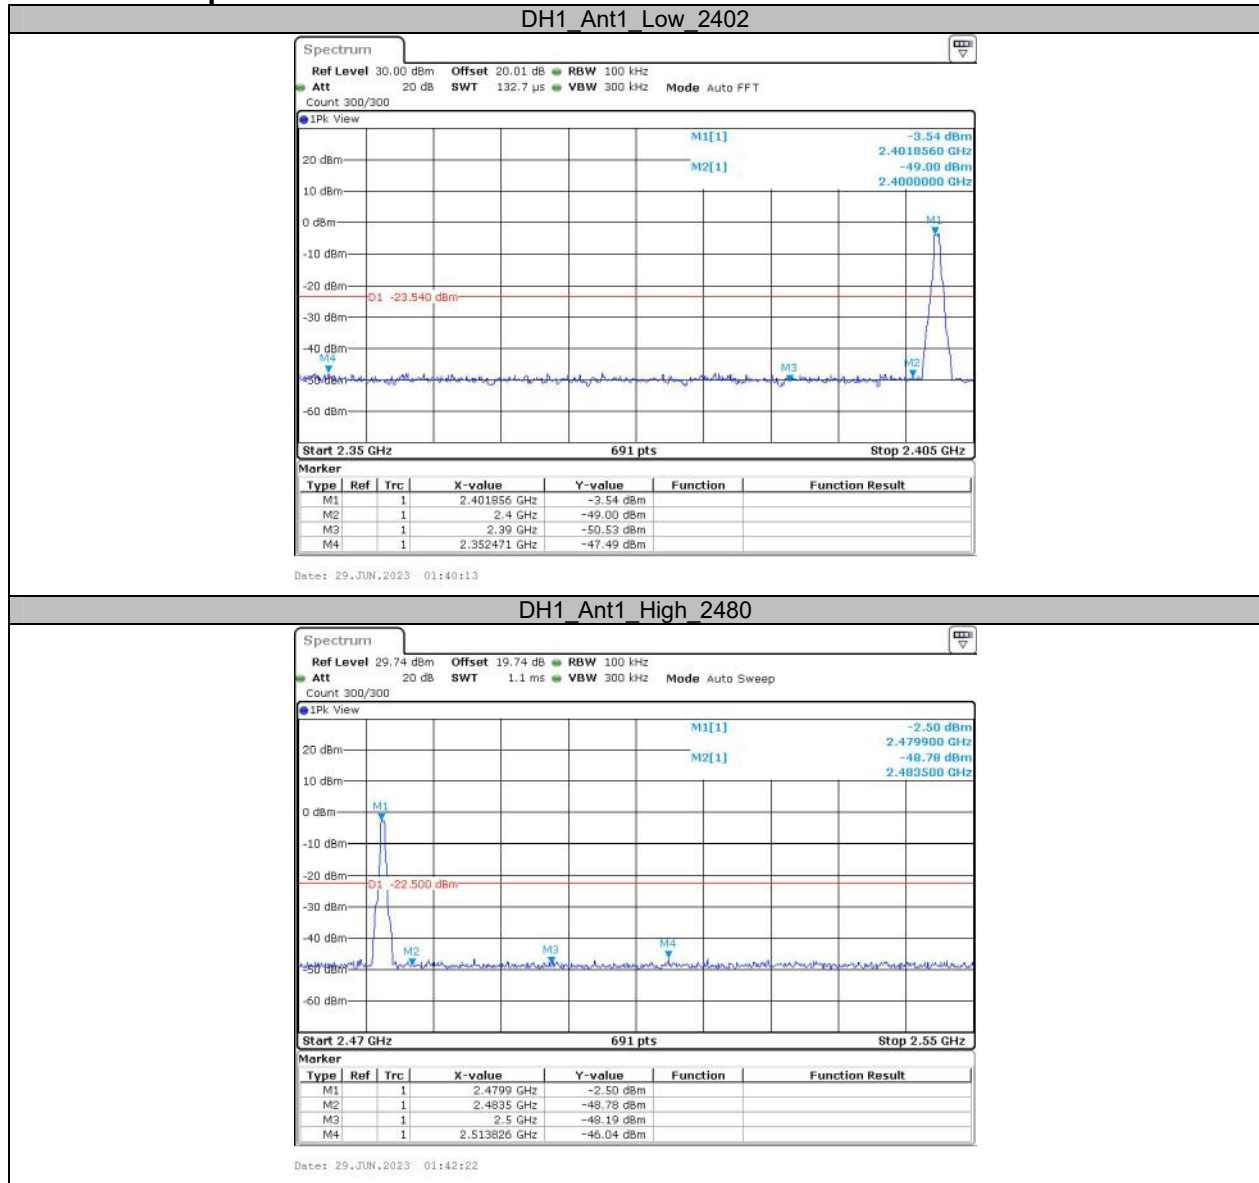 DH1_Ant1_Low_2402
Spectrum
Ref Level 30.00 dBm Offset 20.01 dB RBW 100 kHz
Att 20 dB SWT 132.7 µs VBW 300 kHz Mode Auto FFT
Count 300/300
1Pk View
M1[1] -3.54 dBm
2.4018560 GHz
M2[1] -49.00 dBm
2.4000000 GHz
20 dBm
10 dBm
0 dBm
M1
-10 dBm
-20 dBm
D1 -23.540 dBm
-30 dBm
-40 dBm
M4
M3
M2
-50 dBm
-60 dBm
Start 2.35 GHz 691 pts Stop 2.405 GHz
Marker
Type Ref Trc X-value Y-value Function Function Result
M1 1 2.401856 GHz -3.54 dBm
M2 1 2.4 GHz -49.00 dBm
M3 1 2.39 GHz -50.53 dBm
M4 1 2.352471 GHz -47.49 dBm
Date: 29.JUN.2023 01:40:13
DH1_Ant1_High_2480
Spectrum
Ref Level 29.74 dBm Offset 19.74 dB RBW 100 kHz
Att 20 dB SWT 1.1 ms VBW 300 kHz Mode Auto Sweep
Count 300/300
1Pk View
M1[1] -2.50 dBm
2.479900 GHz
M2[1] -48.78 dBm
2.483500 GHz
20 dBm
10 dBm
0 dBm
M1
-10 dBm
-20 dBm
D1 -22.500 dBm
-30 dBm
-40 dBm
M2
M3
M4
-50 dBm
-60 dBm
Start 2.47 GHz 691 pts Stop 2.55 GHz
Marker
Type Ref Trc X-value Y-value Function Function Result
M1 1 2.4799 GHz -2.50 dBm
M2 1 2.4835 GHz -48.78 dBm
M3 1 2.5 GHz -48.19 dBm
M4 1 2.513826 GHz -46.04 dBm
Date: 29.JUN.2023 01:42:22